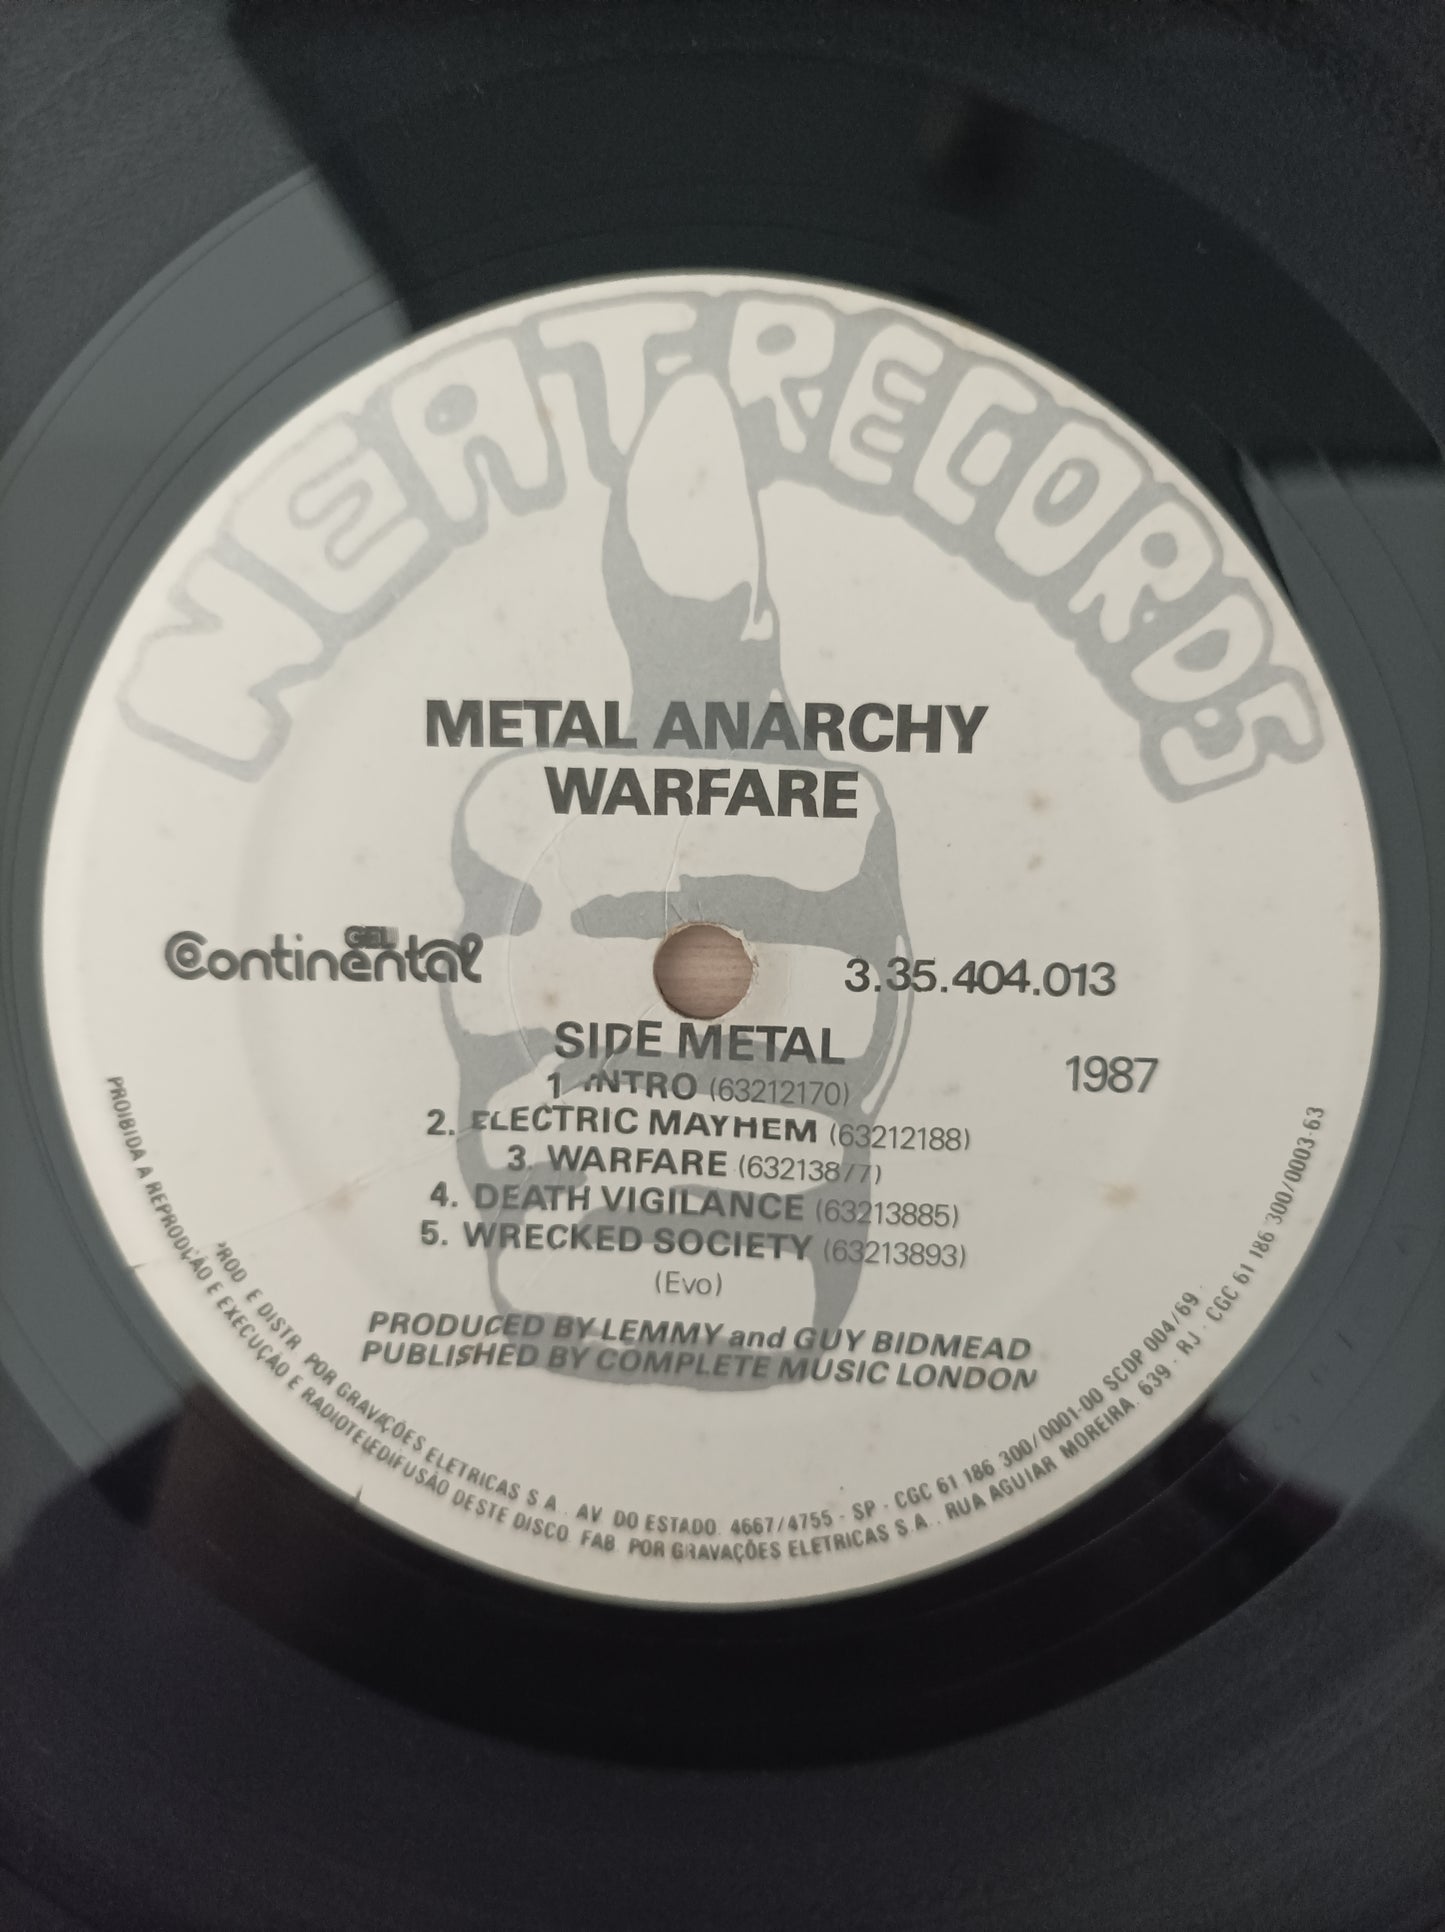 NEAT RECORDS
METAL ANARCHY
WARFARE
GEL
Continental
3.35.404.013
SIDE METAL
1987
1 INTRO (63212170)
2. ELECTRIC MAYHEM (63212188)
3. WARFARE (63213877)
4. DEATH VIGILANCE (63213885)
5. WRECKED SOCIETY (63213893)
(Evo)
PRODUCED BY LEMMY and GUY BIDMEAD
PUBLISHED BY COMPLETE MUSIC LONDON
PROD. E DISTR. POR GRAVAÇÕES ELETRICAS S.A., AV. DO ESTADO, 4667/4755 - SP - CGC 61 186 300/0001-00 SCDP 004/69
PROIBIDA A REPRODUÇÃO E EXECUÇÃO E RADIOTELEDIFUSÃO DESTE DISCO. FAB. POR GRAVAÇÕES ELETRICAS S.A., RUA AGUIAR MOREIRA, 639 - RJ - CGC 61 186 300/0003-63